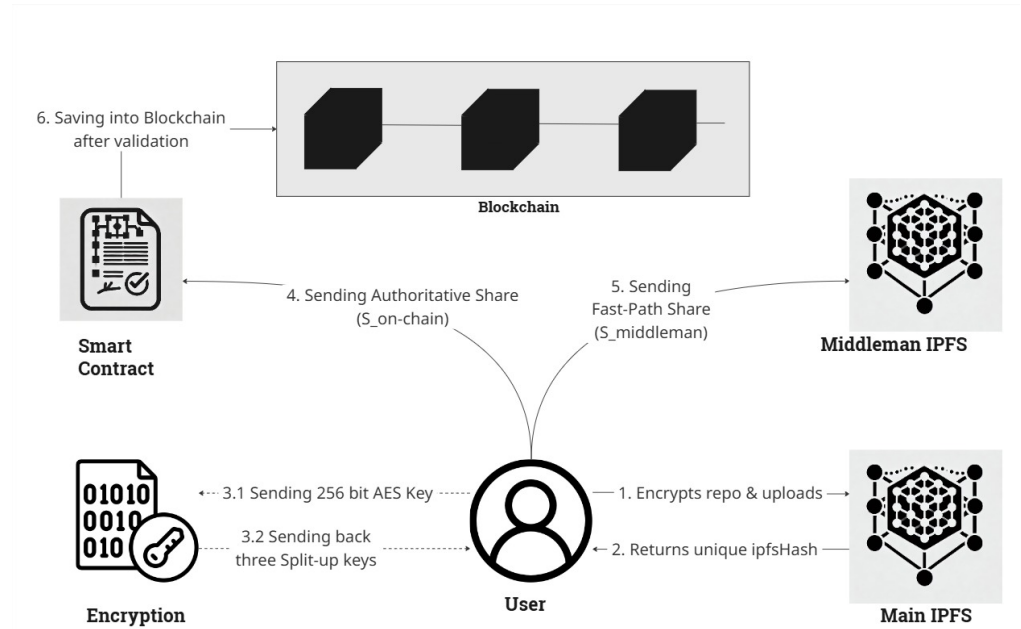 6. Saving into Blockchain
after validation
Blockchain
4. Sending Authoritative Share
(S_on-chain)
5. Sending
Fast-Path Share
(S_middleman)
Smart
Contract
Middleman IPFS
01010
0010
010
3.1 Sending 256 bit AES Key
1. Encrypts repo & uploads
3.2 Sending back
three Split-up keys
2. Returns unique ipfsHash
Encryption
User
Main IPFS